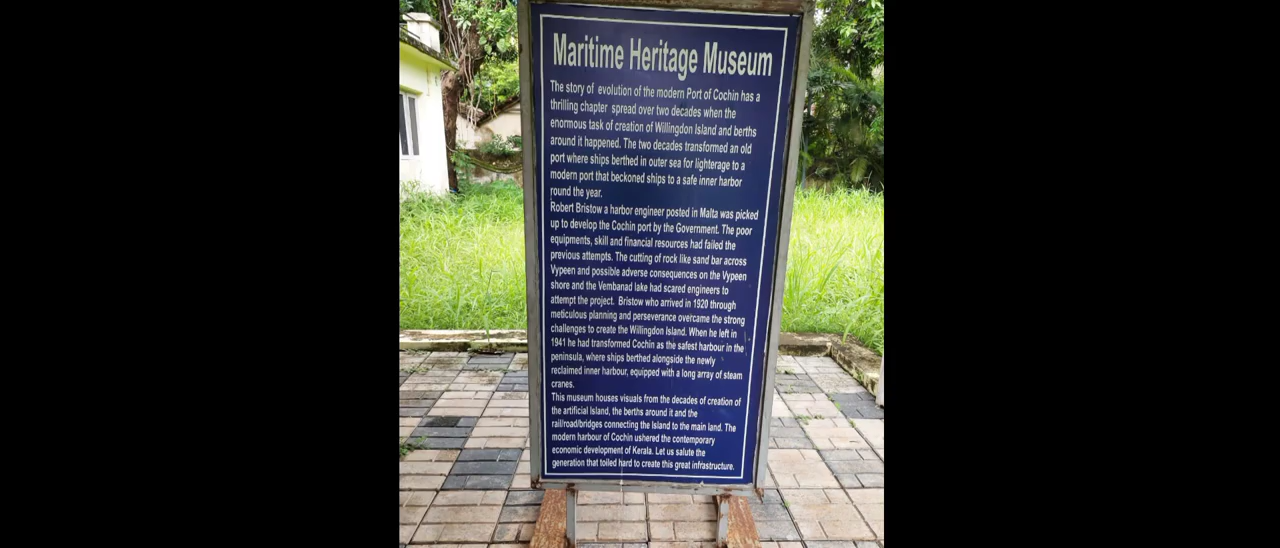 Maritime Heritage Museum
The story of evolution of the modern Port of Cochin has a
thrilling chapter spread over two decades when the
enormous task of creation of Willingdon Island and berths
around it happened. The two decades transformed an old
port where ships berthed in outer sea for lighterage to a
modern port that beckoned ships to a safe inner harbor
round the year.
Robert Bristow a harbor engineer posted in Malta was picked
up to develop the Cochin port by the Government. The poor
equipments, skill and financial resources had failed the
previous attempts. The cutting of rock like sand bar across
Vypeen and possible adverse consequences on the Vypeen
shore and the Vembanad lake had scared engineers to
attempt the project. Bristow who arrived in 1920 through
meticulous planning and perseverance overcame the strong
challenges to create the Willingdon Island. When he left in
1941 he had transformed Cochin as the safest harbour in the
peninsula, where ships berthed alongside the newly
reclaimed inner harbour, equipped with a long array of steam
cranes.
This museum houses visuals from the decades of creation of
the artificial Island, the berths around it and the
rail/road/bridges connecting the Island to the main land. The
modern harbour of Cochin ushered the contemporary
economic development of Kerala. Let us salute the
generation that toiled hard to create this great infrastructure.